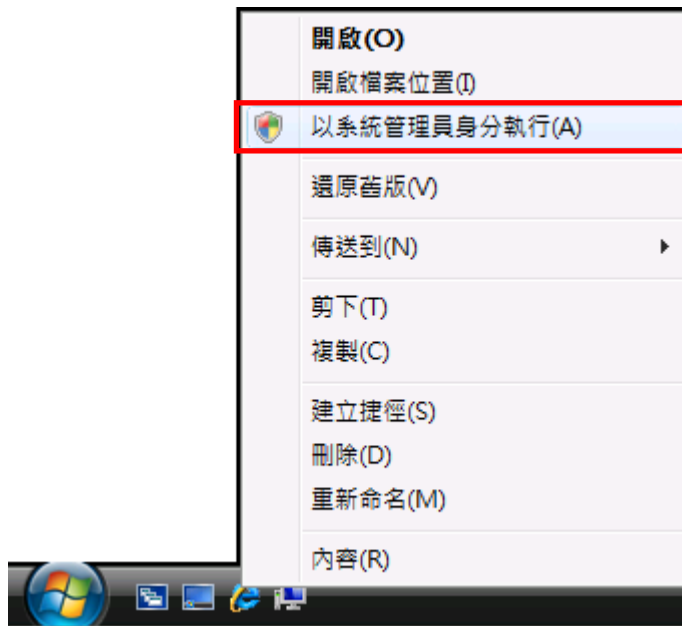 開啟(O)
開啟檔案位置(I)
以系統管理員身分執行(A)
還原舊版(V)
傳送到(N)
剪下(T)
複製(C)
建立捷徑(S)
刪除(D)
重新命名(M)
內容(R)